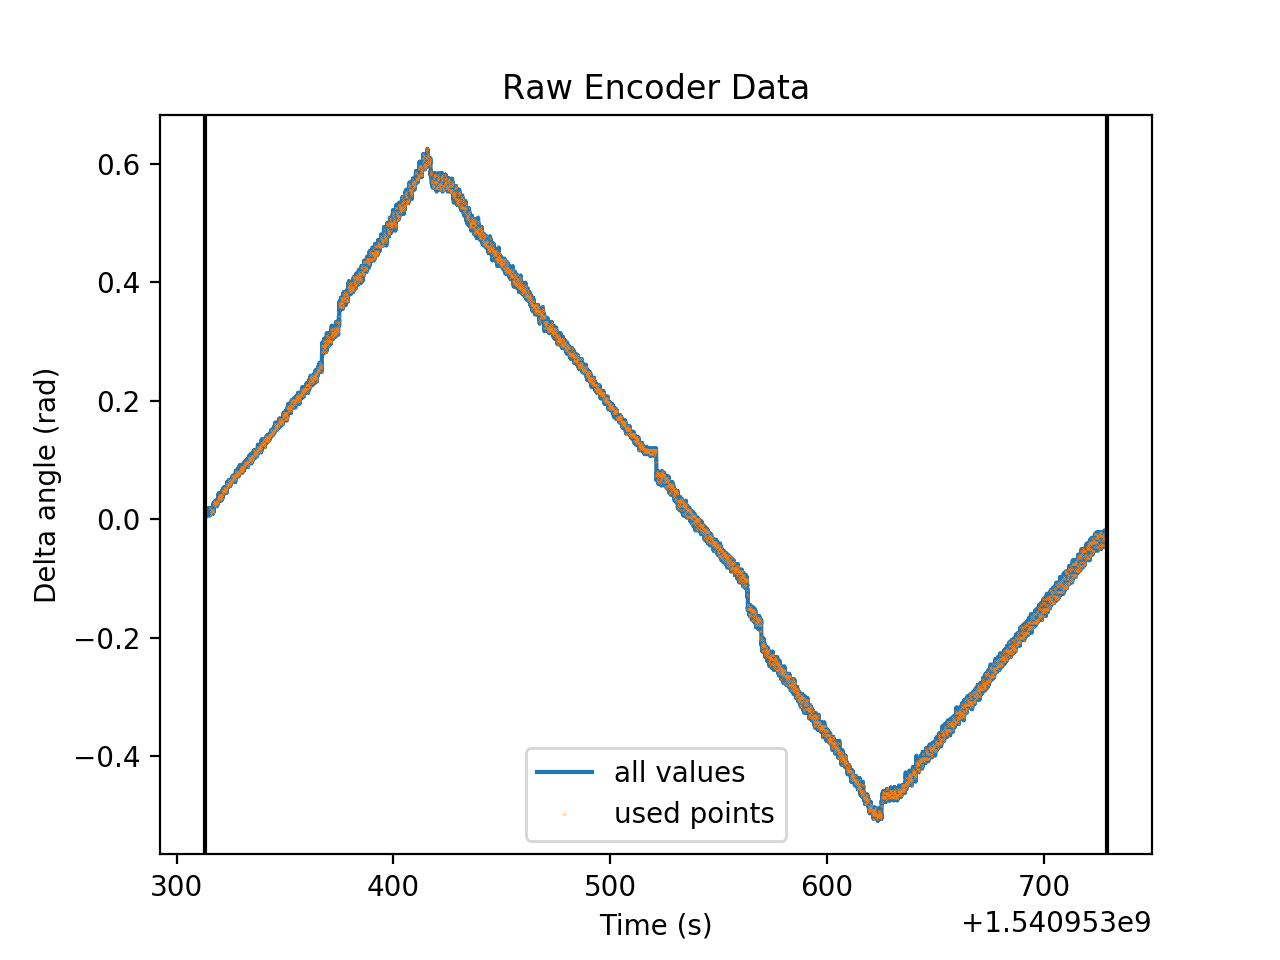 Raw Encoder Data
Delta angle (rad)
0.6
0.4
0.2
0.0
−0.2
−0.4
all values
used points
300 400 500 600 700
Time (s)
+1.540953e9